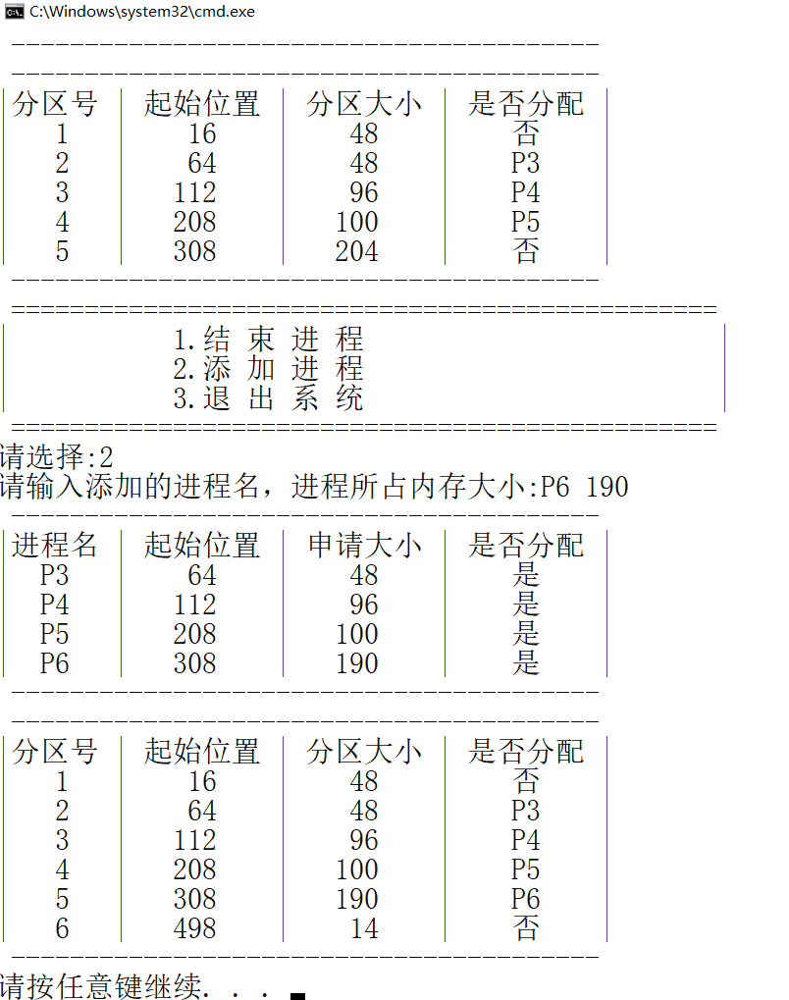 C:\Windows\system32\cmd.exe
----------------------------------------
----------------------------------------
|分区号 | 起始位置 | 分区大小 | 是否分配 |
| 1 | 16 | 48 | 否 |
| 2 | 64 | 48 | P3 |
| 3 | 112 | 96 | P4 |
| 4 | 208 | 100 | P5 |
| 5 | 308 | 204 | 否 |
----------------------------------------
================================================
| 1.结 束 进 程 |
| 2.添 加 进 程 |
| 3.退 出 系 统 |
================================================
请选择:2
请输入添加的进程名，进程所占内存大小:P6 190
----------------------------------------
|进程名 | 起始位置 | 申请大小 | 是否分配 |
| P3 | 64 | 48 | 是 |
| P4 | 112 | 96 | 是 |
| P5 | 208 | 100 | 是 |
| P6 | 308 | 190 | 是 |
----------------------------------------
----------------------------------------
|分区号 | 起始位置 | 分区大小 | 是否分配 |
| 1 | 16 | 48 | 否 |
| 2 | 64 | 48 | P3 |
| 3 | 112 | 96 | P4 |
| 4 | 208 | 100 | P5 |
| 5 | 308 | 190 | P6 |
| 6 | 498 | 14 | 否 |
----------------------------------------
请按任意键继续. . .